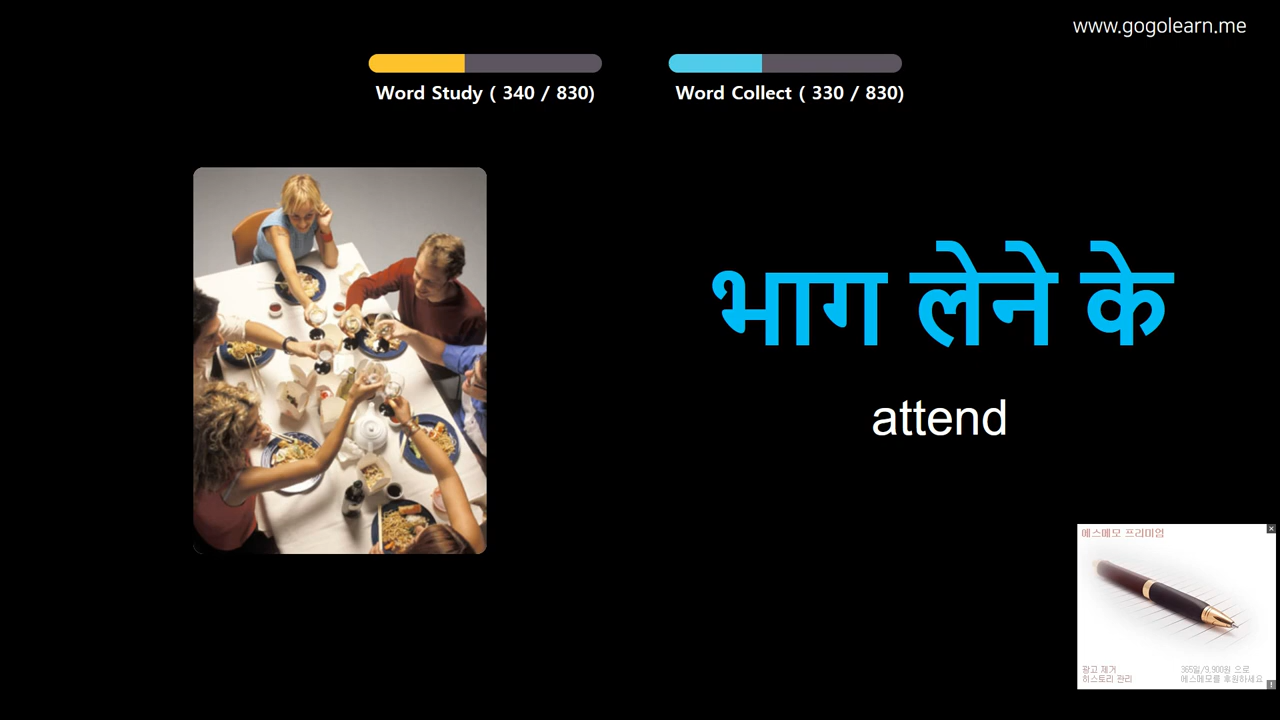 www.gogolearn.me
Word Study ( 340 / 830)
Word Collect ( 330 / 830)
भाग लेने के
attend
에스메모 프리미엄
광고 제거
히스토리 관리
365일/9,900원 으로
에스메모를 후원하세요